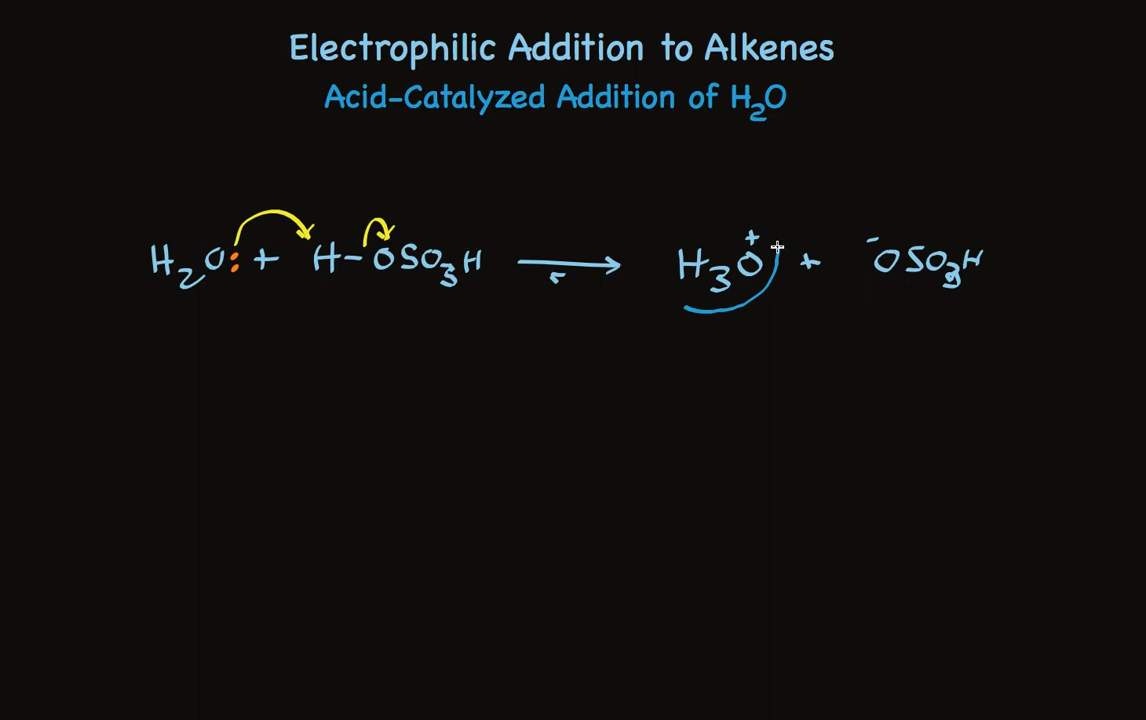 Electrophilic Addition to Alkenes
Acid-Catalyzed Addition of H₂O
H₂O: + H-OSO₃H ⟶ H₃O⁺ + ⁻OSO₃H